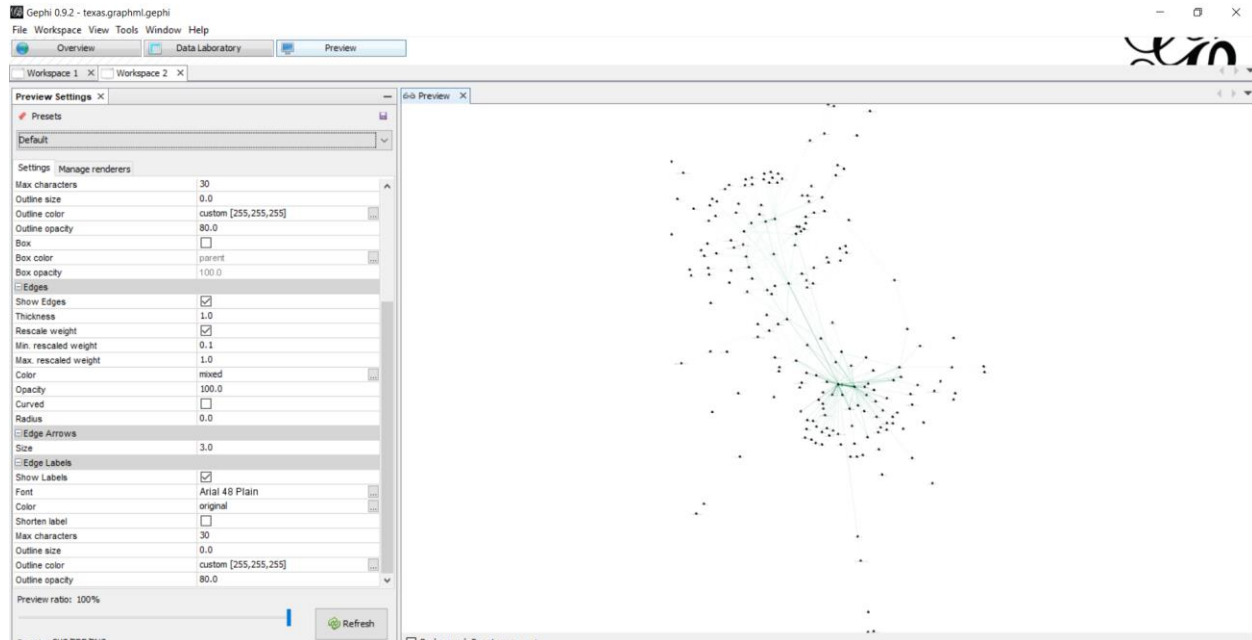 Gephi 0.9.2 - texas.graphml.gephi
File Workspace View Tools Window Help
Overview Data Laboratory Preview
Workspace 1 X Workspace 2 X
Preview Settings X
Presets
Default
Settings Manage renderers
Max characters 30
Outline size 0.0
Outline color custom [255,255,255] ...
Outline opacity 80.0
Box
Box color parent ...
Box opacity 100.0
Edges
Show Edges
Thickness 1.0
Rescale weight
Min. rescaled weight 0.1
Max. rescaled weight 1.0
Color mixed ...
Opacity 100.0
Curved
Radius 0.0
Edge Arrows
Size 3.0
Edge Labels
Show Labels
Font Arial 48 Plain ...
Color original ...
Shorten label
Max characters 30
Outline size 0.0
Outline color custom [255,255,255] ...
Outline opacity 80.0
Preview ratio: 100%
Refresh
Preview X